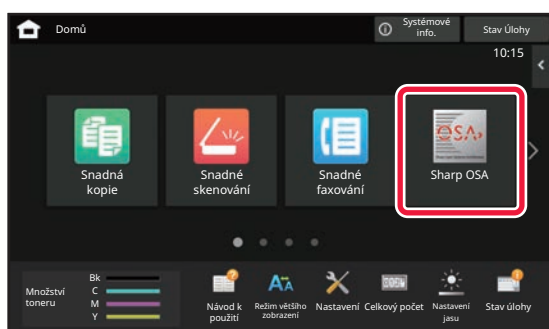 Domů
Systémové
info.
Stav Úlohy
10:15
Snadná
kopie
Snadné
skenování
Snadné
faxování
OSA
Sharp OSA
Množství
toneru
Bk
C
M
Y
Návod k
použití
Režim většího
zobrazení
Nastavení
Celkový počet
Nastavení
jasu
Stav úlohy